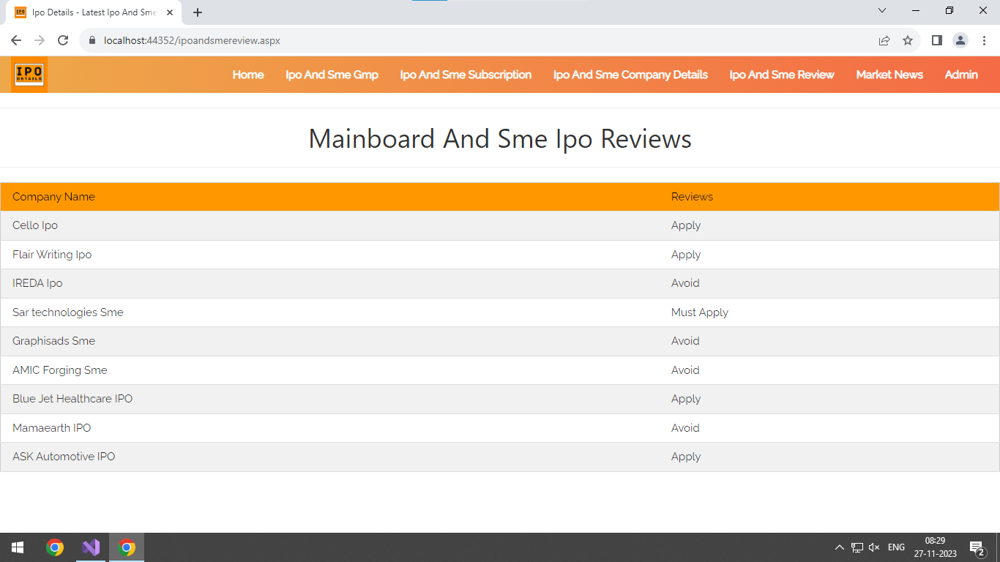 Ipo Details - Latest Ipo And Sme
localhost:44352/ipoandsmereview.aspx
IPO
DETAILS
Home Ipo And Sme Gmp Ipo And Sme Subscription Ipo And Sme Company Details Ipo And Sme Review Market News Admin
Mainboard And Sme Ipo Reviews
Company Name Reviews
Cello Ipo Apply
Flair Writing Ipo Apply
IREDA Ipo Avoid
Sar technologies Sme Must Apply
Graphisads Sme Avoid
AMIC Forging Sme Avoid
Blue Jet Healthcare IPO Apply
Mamaearth IPO Avoid
ASK Automotive IPO Apply
ENG
08:29
27-11-2023
2